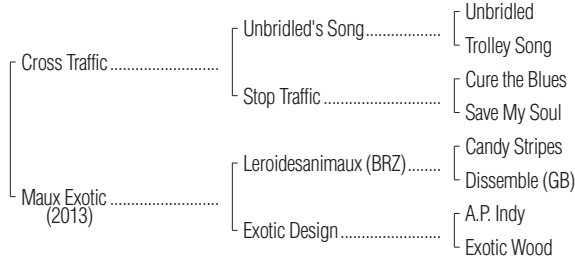 Unbridled
Unbridled's Song....................
Trolley Song
Cross Traffic............................
Cure the Blues
Stop Traffic..............................
Save My Soul
Candy Stripes
Leroidesanimaux (BRZ)........
Dissemble (GB)
Maux Exotic............................
(2013)
A.P. Indy
Exotic Design..........................
Exotic Wood